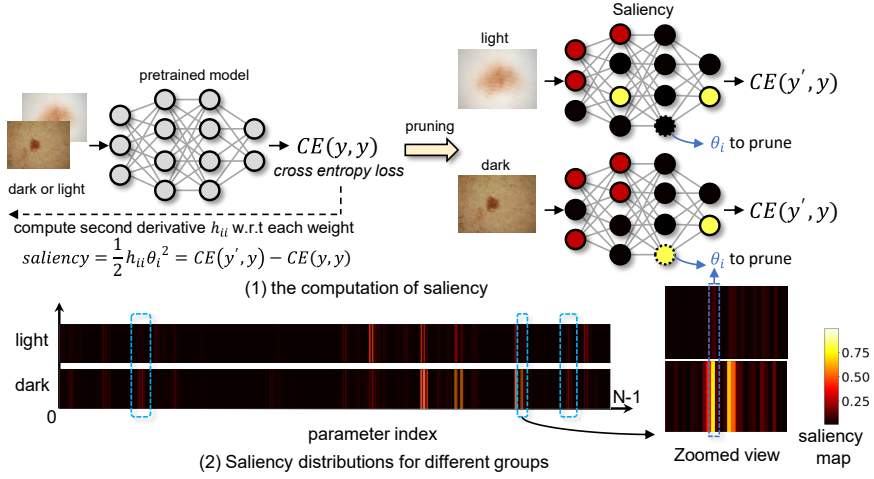 Saliency
light
pretrained model
CE(y′, y)
pruning
CE(y, y)
cross entropy loss
θᵢ to prune
dark
dark or light
CE(y′, y)
compute second derivative hᵢᵢ w.r.t each weight
saliency = 1/2 hᵢᵢθᵢ² = CE(y′, y) − CE(y, y)
θᵢ to prune
(1) the computation of saliency
light
dark
0
N-1
parameter index
(2) Saliency distributions for different groups
Zoomed view
0.75
0.50
0.25
saliency
map